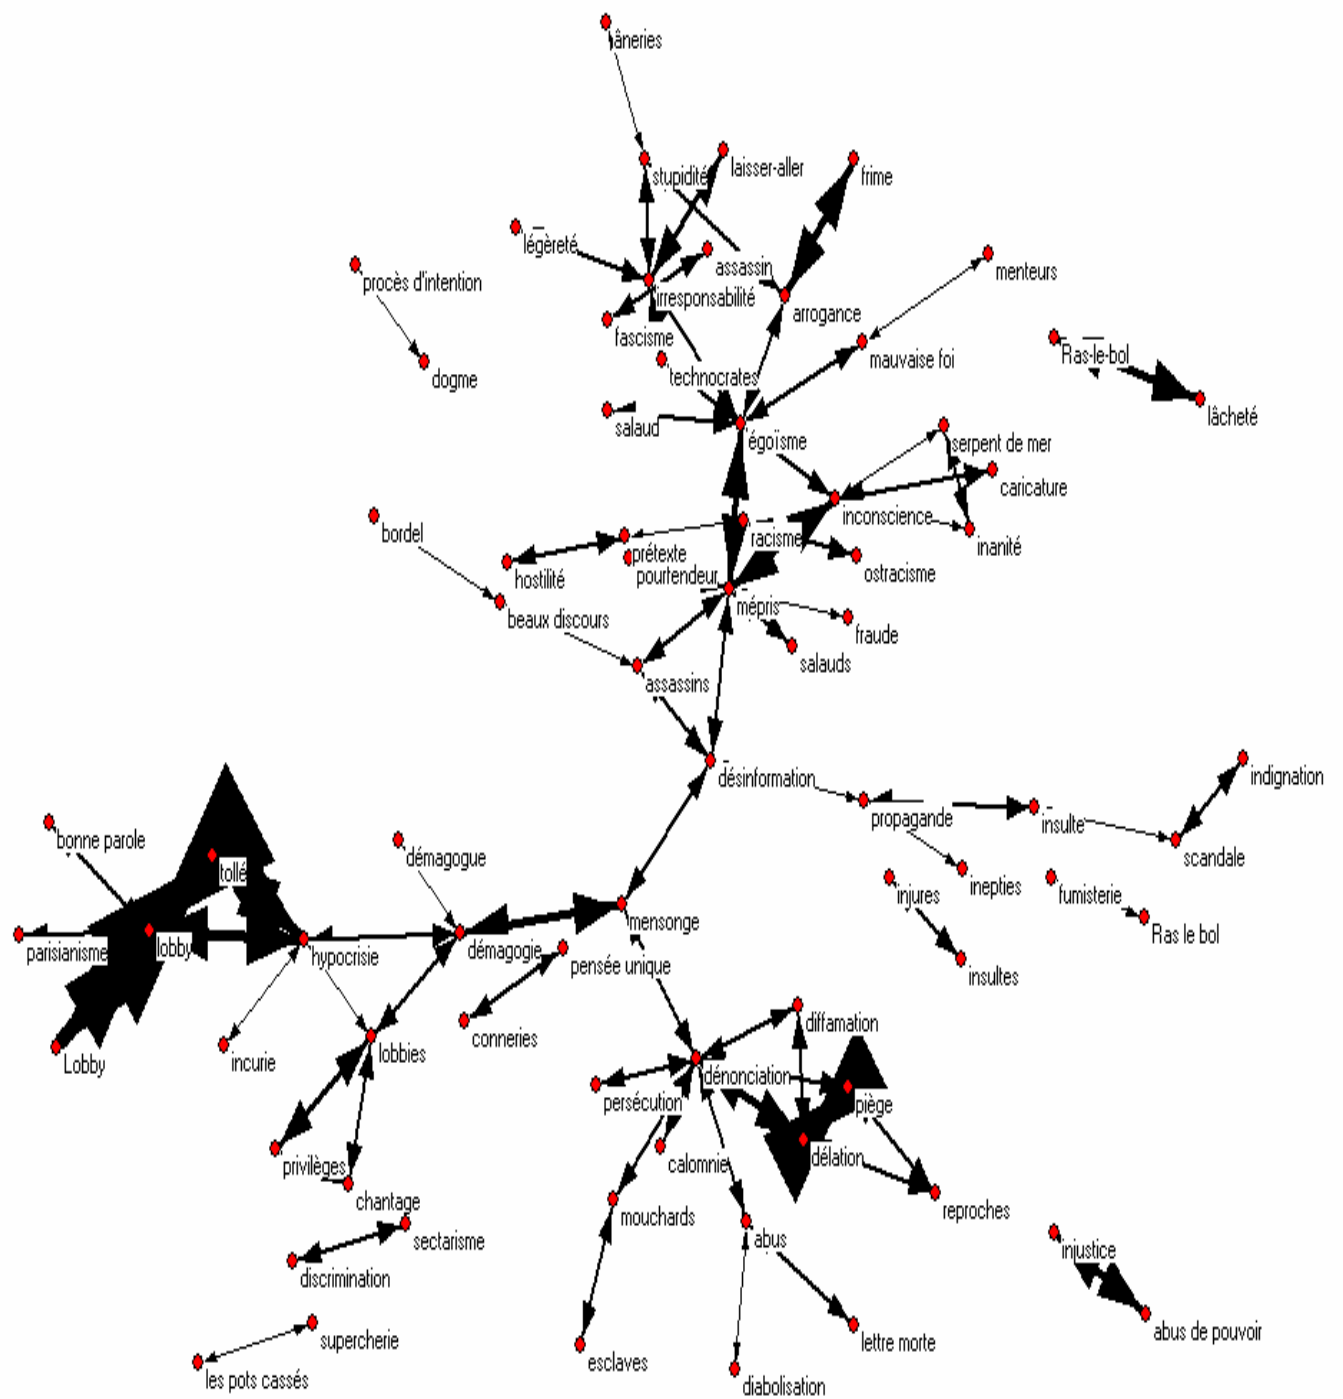 âneries
stupidité
laisser-aller
frime
légèreté
assassin
menteurs
procès d'intention
irresponsabilité
arrogance
fascisme
mauvaise foi
Ras-le-bol
dogme
technocrates
lâcheté
salaud
égoïsme
serpent de mer
caricature
inconscience
bordel
racisme
inanité
prétexte
hostilité
pourfendeur
ostracisme
mépris
beaux discours
fraude
salauds
assassins
désinformation
indignation
propagande
insulte
bonne parole
démagogue
scandale
tollé
inepties
injures
fumisterie
mensonge
Ras le bol
parisianisme
lobby
hypocrisie
démagogie
pensée unique
insultes
diffamation
Lobby
incurie
lobbies
conneries
dénonciation
persécution
piège
calomnie
délation
privilèges
chantage
reproches
mouchards
sectarisme
abus
injustice
discrimination
supercherie
lettre morte
abus de pouvoir
esclaves
les pots cassés
diabolisation